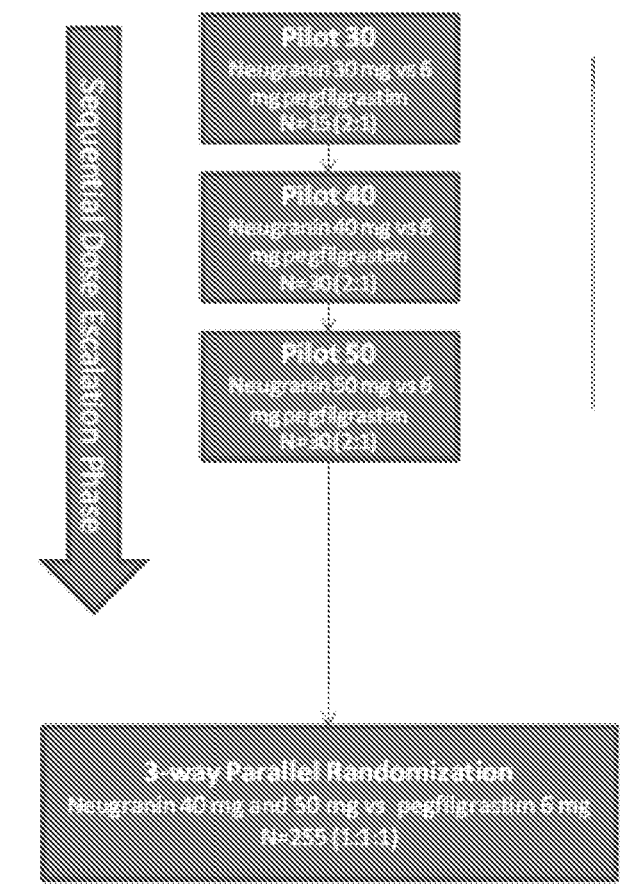 Sequential Dose Escalation Phase
Pilot 30
Neugranin 30 mg vs 6
mg pegfilgrastim
N=15 (2:1)
Pilot 40
Neugranin 40 mg vs 6
mg pegfilgrastim
N=30 (2:1)
Pilot 50
Neugranin 50 mg vs 6
mg pegfilgrastim
N=30 (2:1)
3-way Parallel Randomization
Neugranin 40 mg and 50 mg vs. pegfilgrastim 6 mg
N=255 (1:1:1)